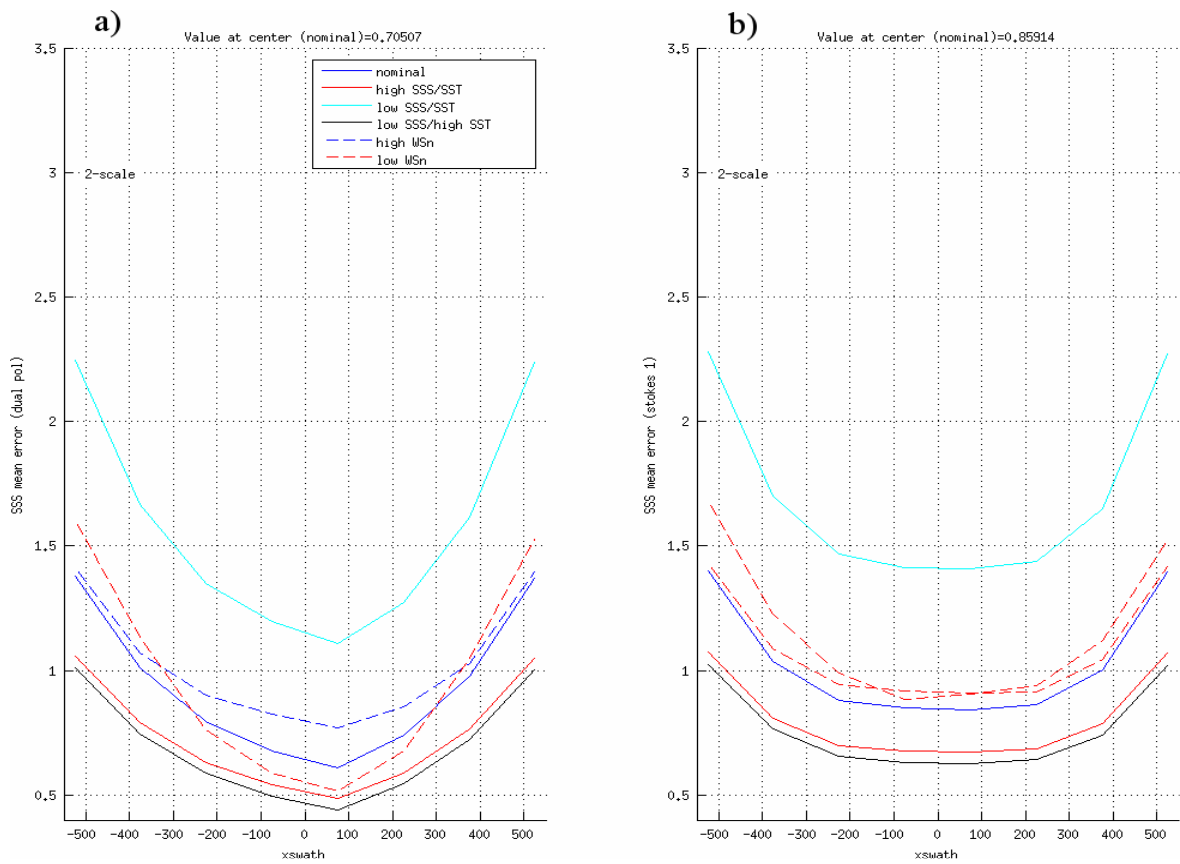 a)
Value at center (nominal)=0.70507
3.5
3
2.5
2
1.5
1
0.5
SSS mean error (dual pol)
nominal
high SSS/SST
low SSS/SST
low SSS/high SST
high WSn
low WSn
2-scale
-500 -400 -300 -200 -100 0 100 200 300 400 500
xswath
b)
Value at center (nominal)=0.85914
3.5
3
2.5
2
1.5
1
0.5
SSS mean error (stokes 1)
2-scale
-500 -400 -300 -200 -100 0 100 200 300 400 500
xswath